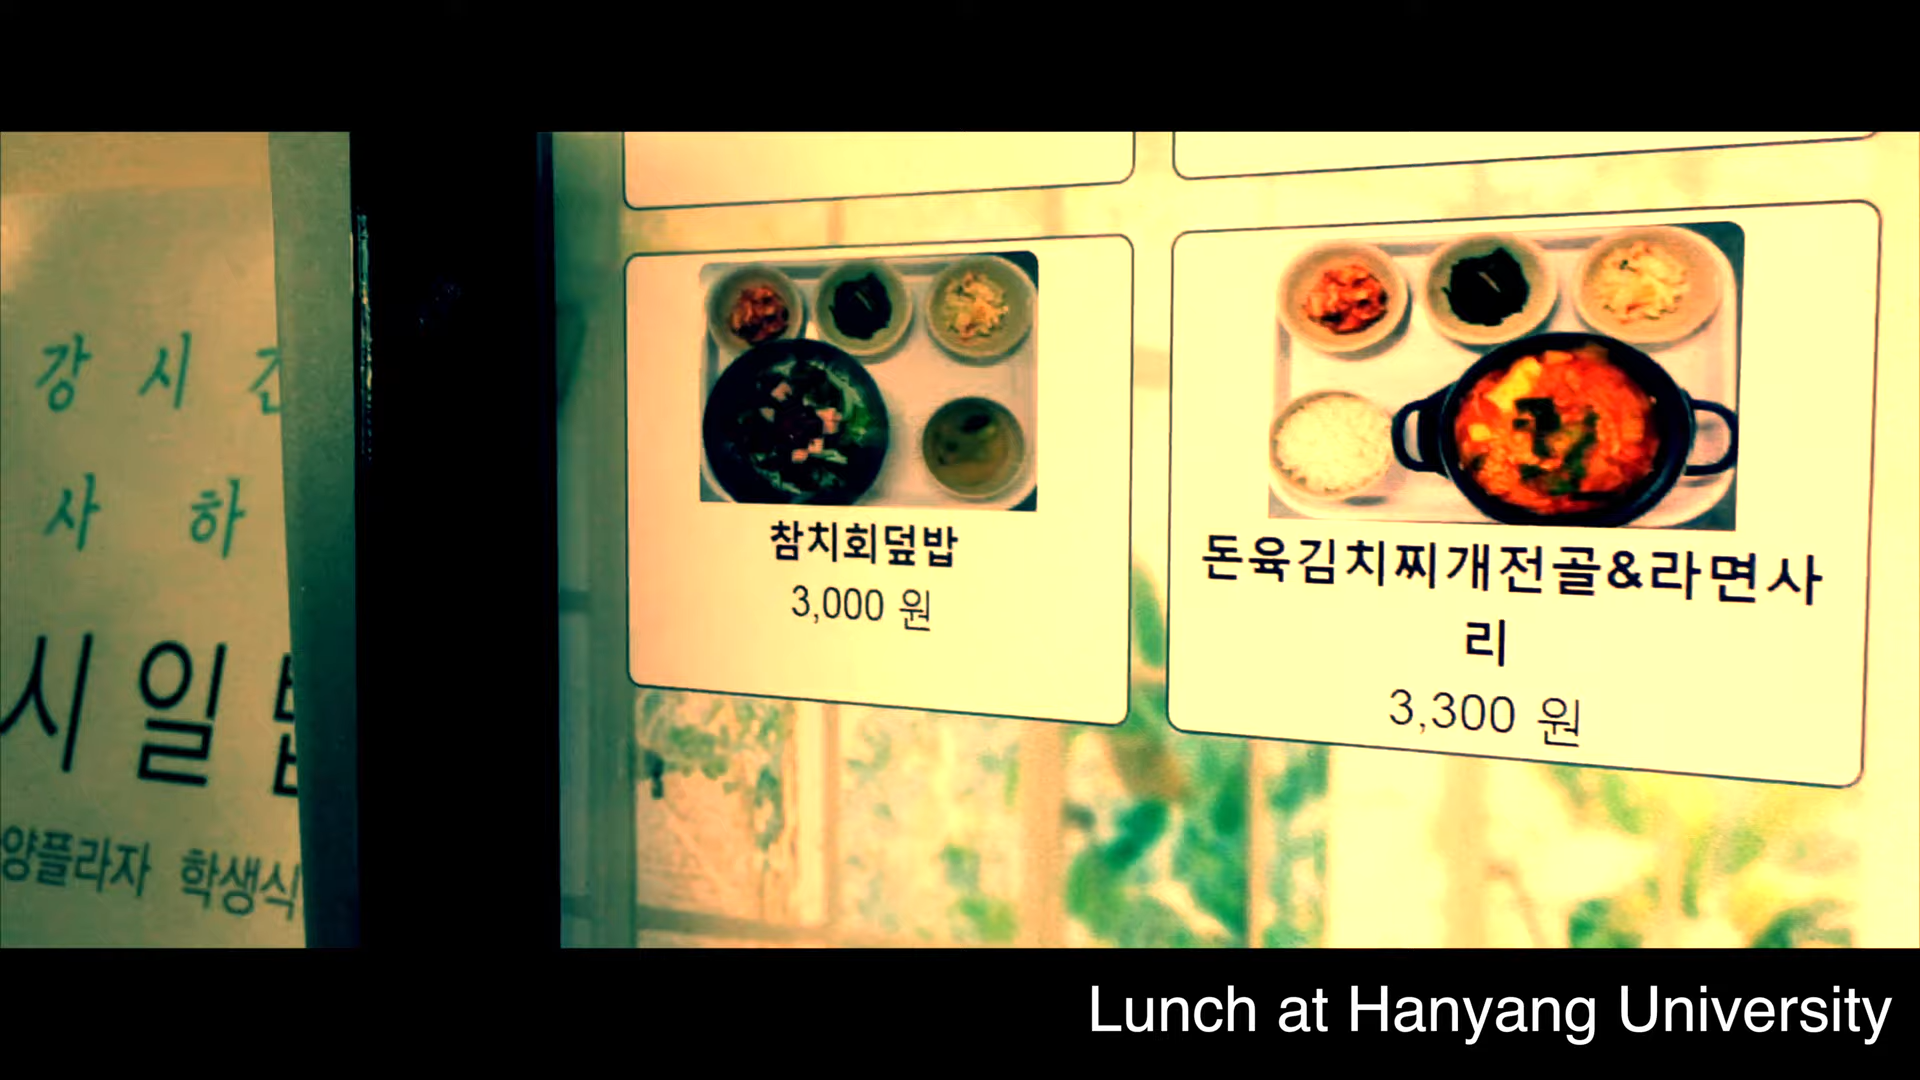 강 시
사 하
시 일
양플라자 학생식
참치회덮밥
3,000 원
돈육김치찌개전골&라면사
리
3,300 원
Lunch at Hanyang University